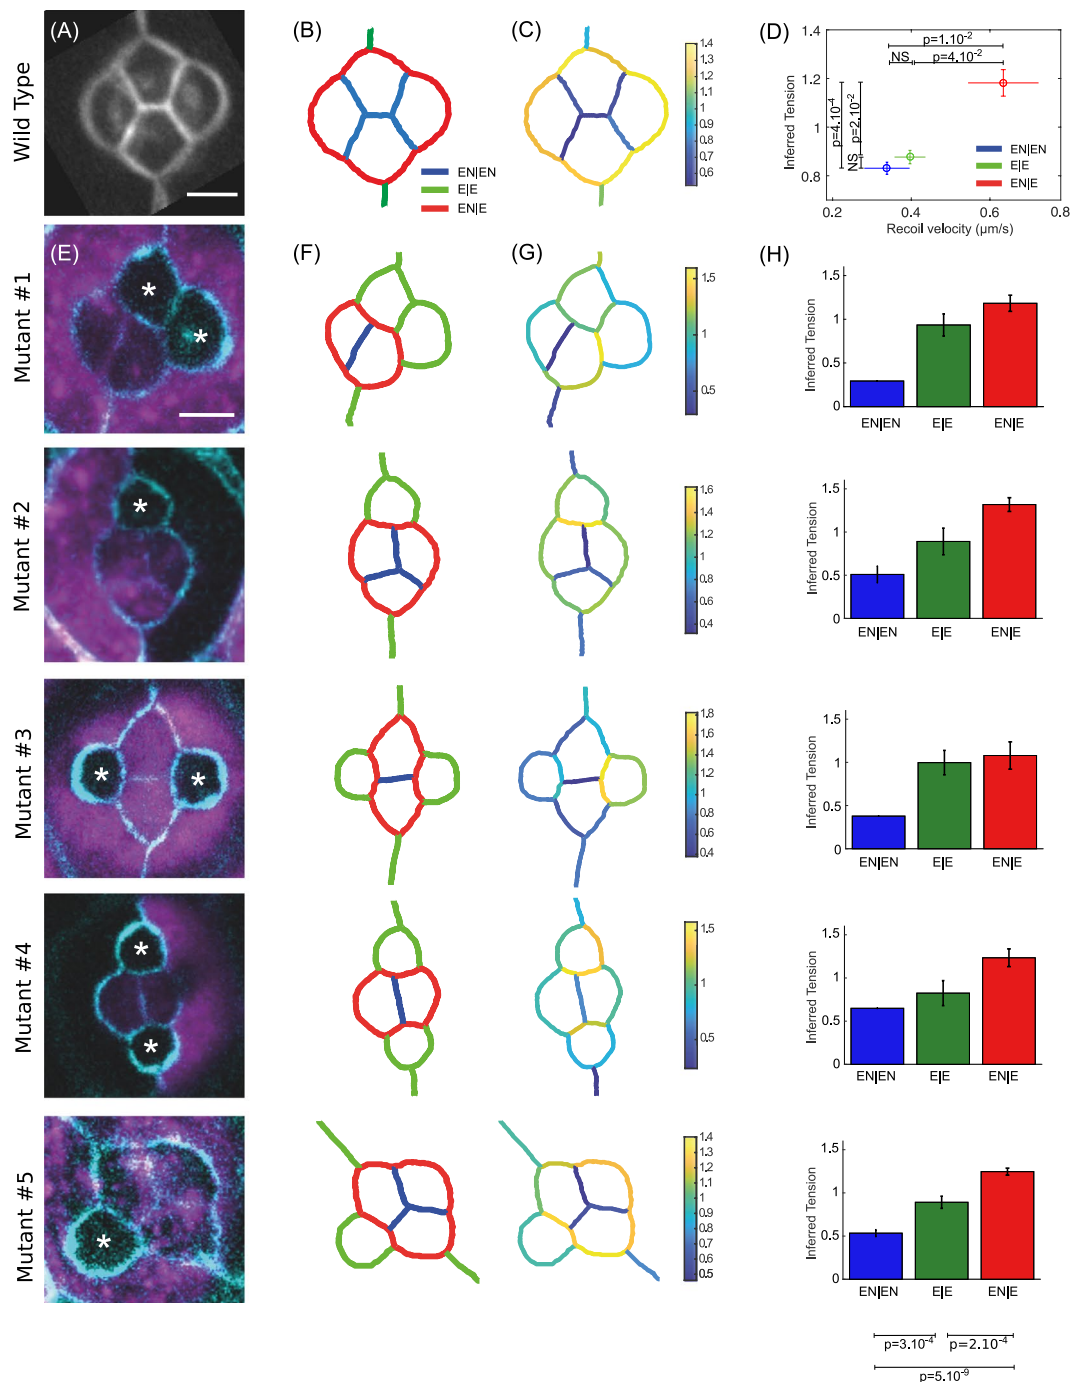 Wild Type
(A)
(B)
EN|EN
E|E
EN|E
(C)
1.4
1.3
1.2
1.1
1
0.9
0.8
0.7
0.6
(D)
1.4
1.2
1
0.8
Inferred Tension
p=1.10-2
NS
p=4.10-2
p=4.10-4
p=2.10-2
NS
EN|EN
E|E
EN|E
0.2
0.4
0.6
0.8
Recoil velocity (µm/s)
Mutant #1
(E)
*
*
(F)
(G)
1.5
1
0.5
(H)
Inferred Tension
1.5
1
0.5
0
EN|EN
E|E
EN|E
Mutant #2
*
1.6
1.4
1.2
1
0.8
0.6
0.4
Inferred Tension
1.5
1
0.5
0
EN|EN
E|E
EN|E
Mutant #3
*
*
1.8
1.6
1.4
1.2
1
0.8
0.6
0.4
Inferred Tension
1.5
1
0.5
0
EN|EN
E|E
EN|E
Mutant #4
*
*
1.5
1
0.5
Inferred Tension
1.5
1
0.5
0
EN|EN
E|E
EN|E
Mutant #5
*
1.4
1.3
1.2
1.1
1
0.9
0.8
0.7
0.6
0.5
Inferred Tension
1.5
1
0.5
0
EN|EN
E|E
EN|E
p=3.10-4
p=2.10-4
p=5.10-9